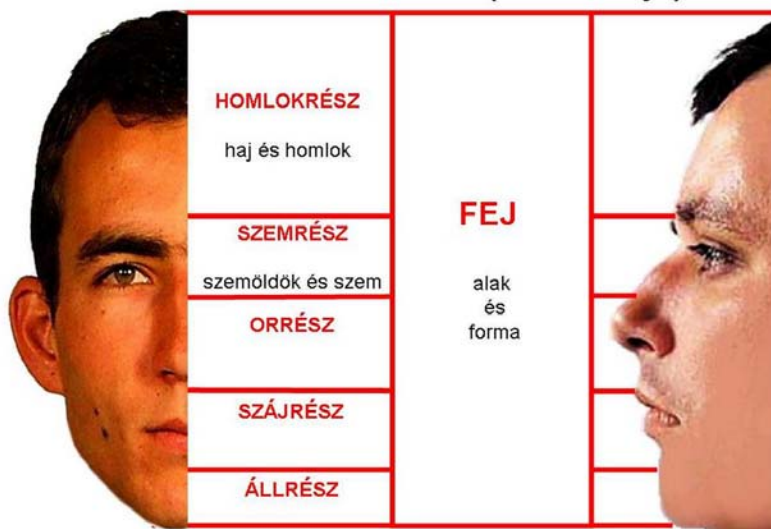 HOMLOKRÉSZ
haj és homlok
SZEMRÉSZ
szemöldök és szem
ORRÉSZ
SZÁJRÉSZ
ÁLLRÉSZ
FEJ
alak
és
forma